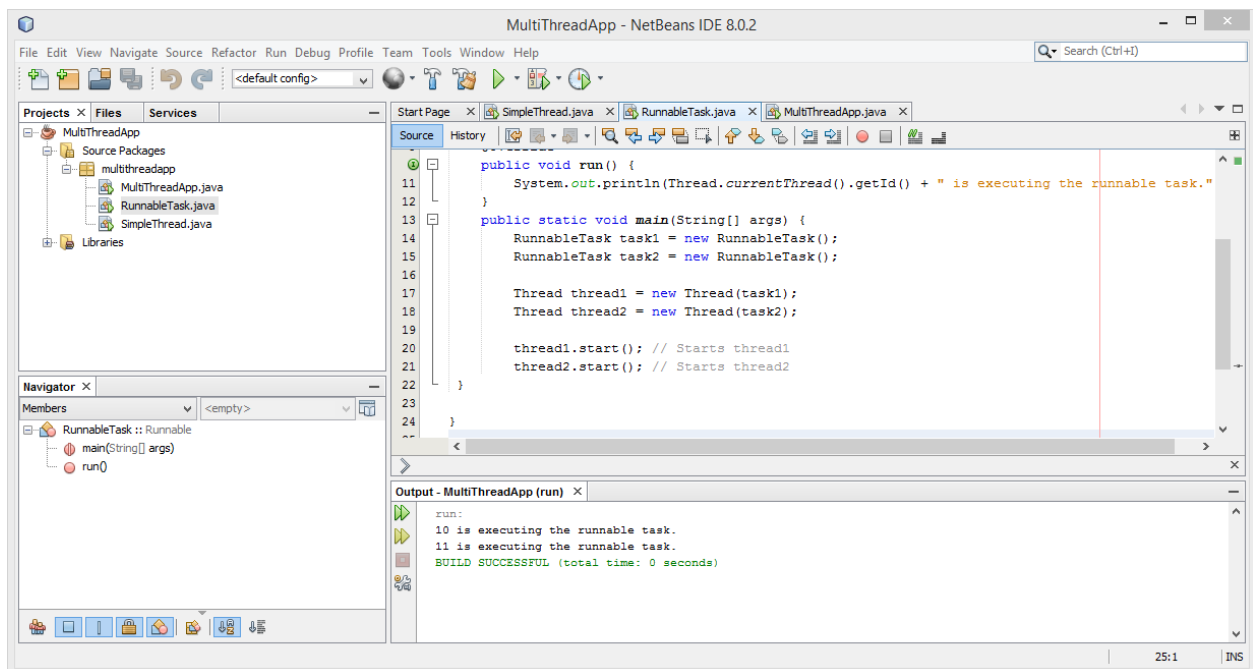 MultiThreadApp - NetBeans IDE 8.0.2
File Edit View Navigate Source Refactor Run Debug Profile Team Tools Window Help
Search (Ctrl+I)
<default config>
Projects Files Services
MultiThreadApp
Source Packages
multithreadapp
MultiThreadApp.java
RunnableTask.java
SimpleThread.java
Libraries
Navigator
Members <empty>
RunnableTask :: Runnable
main(String[] args)
run()
Start Page SimpleThread.java RunnableTask.java MultiThreadApp.java
Source History
public void run() {
11 System.out.println(Thread.currentThread().getId() + " is executing the runnable task."
12 }
13 public static void main(String[] args) {
14 RunnableTask task1 = new RunnableTask();
15 RunnableTask task2 = new RunnableTask();
16
17 Thread thread1 = new Thread(task1);
18 Thread thread2 = new Thread(task2);
19
20 thread1.start(); // Starts thread1
21 thread2.start(); // Starts thread2
22 }
23
24 }
Output - MultiThreadApp (run)
run:
10 is executing the runnable task.
11 is executing the runnable task.
BUILD SUCCESSFUL (total time: 0 seconds)
25:1 INS